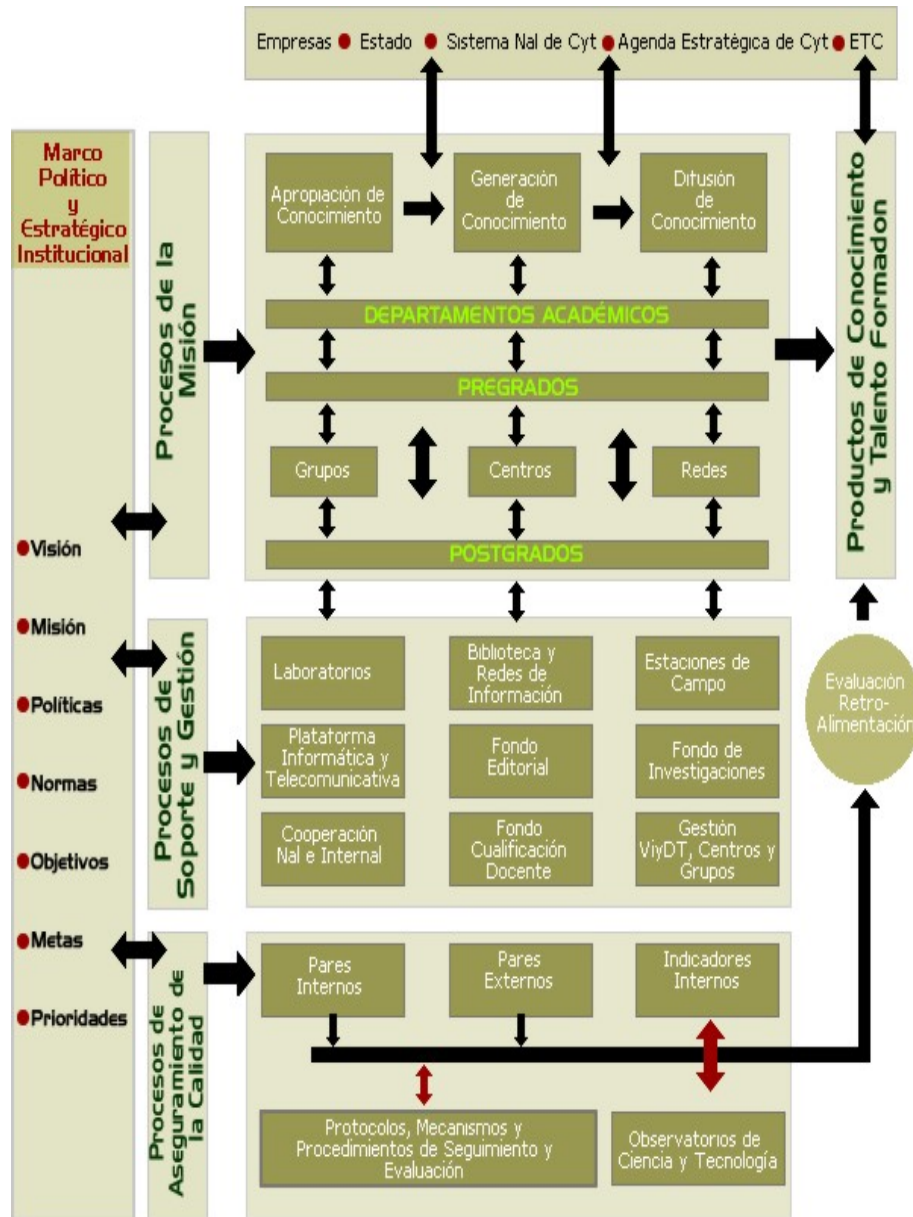 Empresas ● Estado ● Sistema Nal de Cyt ● Agenda Estratégica de Cyt ● ETC
Marco
Político
y
Estratégico
Institucional
●Visión
●Misión
●Políticas
●Normas
●Objetivos
●Metas
●Prioridades
Procesos de la
Misión
Apropiación de
Conocimiento
Generación
de
Conocimiento
Difusión
de
Conocimiento
DEPARTAMENTOS ACADÉMICOS
PREGRADOS
Grupos
Centros
Redes
POSTGRADOS
Procesos de
Soporte y Gestión
Laboratorios
Biblioteca y
Redes de
Información
Estaciones de
Campo
Plataforma
Informática y
Telecomunicativa
Fondo
Editorial
Fondo de
Investigaciones
Cooperación
Nal e Internal
Fondo
Cualificación
Docente
Gestión
ViyDT, Centros y
Grupos
Procesos de
Aseguramiento de
la Calidad
Pares
Internos
Pares
Externos
Indicadores
Internos
Protocolos, Mecanismos y
Procedimientos de Seguimiento y
Evaluación
Observatorios de
Ciencia y Tecnología
Productos de Conocimiento
y Talento Formadon
Evaluación
Retro-
Alimentación